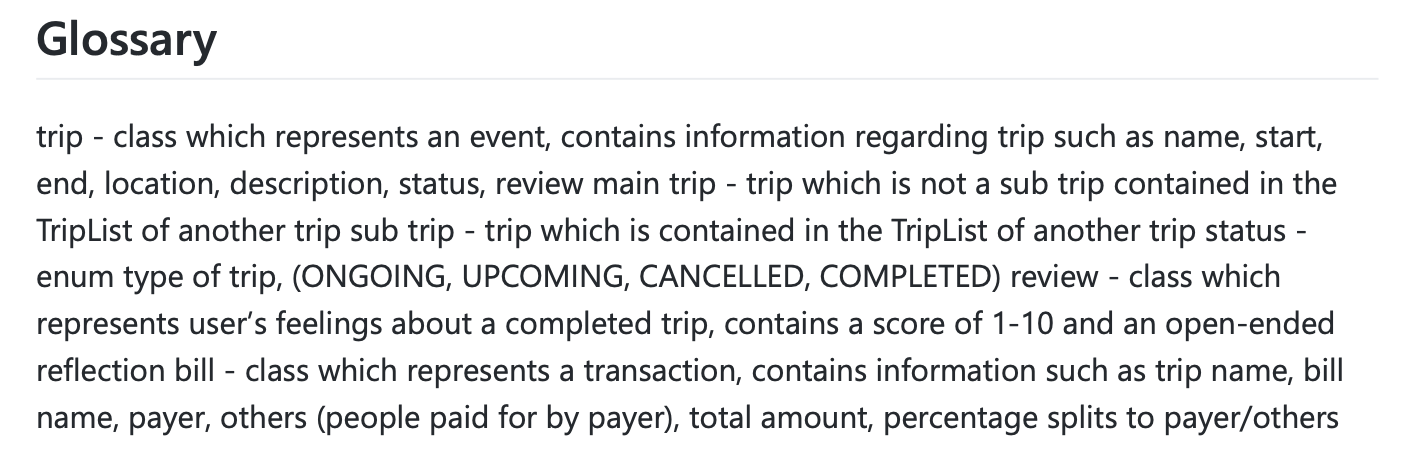 Glossary
trip - class which represents an event, contains information regarding trip such as name, start,
end, location, description, status, review main trip - trip which is not a sub trip contained in the
TripList of another trip sub trip - trip which is contained in the TripList of another trip status -
enum type of trip, (ONGOING, UPCOMING, CANCELLED, COMPLETED) review - class which
represents user’s feelings about a completed trip, contains a score of 1-10 and an open-ended
reflection bill - class which represents a transaction, contains information such as trip name, bill
name, payer, others (people paid for by payer), total amount, percentage splits to payer/others